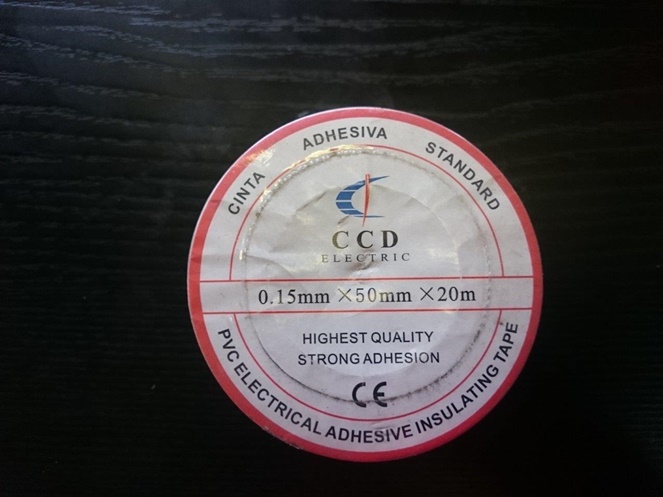 CINTA ADHESIVA STANDARD
CCD
ELECTRIC
0.15mm ×50mm ×20m
HIGHEST QUALITY
STRONG ADHESION
CE
PVC ELECTRICAL ADHESIVE INSULATING TAPE